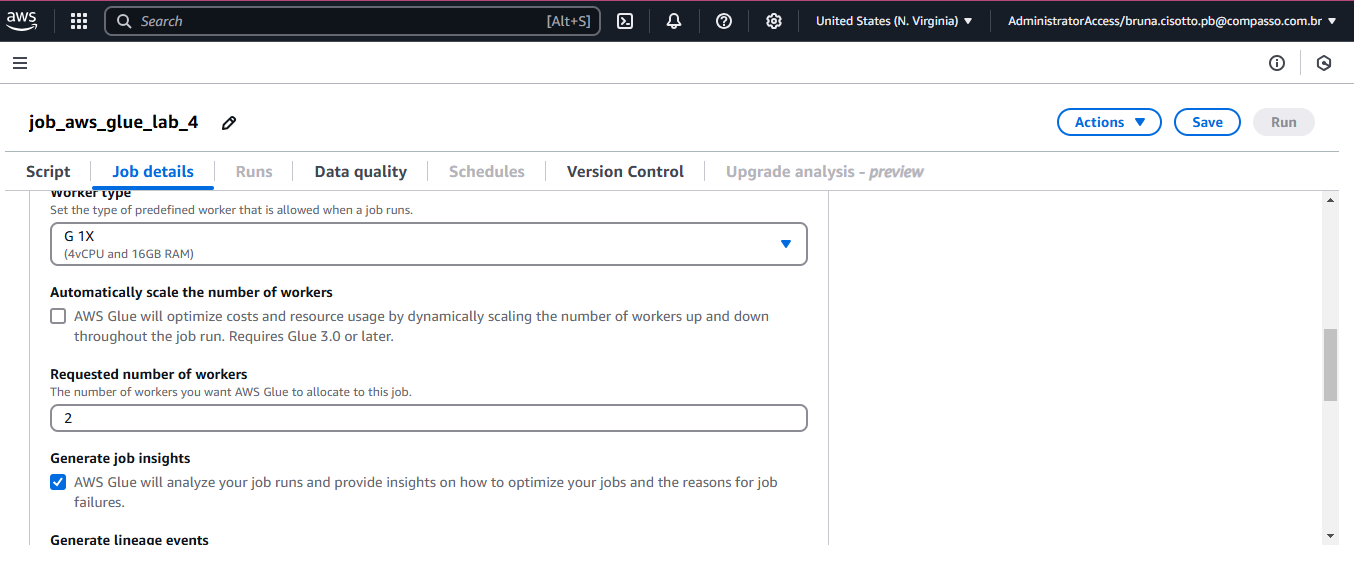 aws Search [Alt+S] United States (N. Virginia) AdministratorAccess/bruna.cisotto.pb@compasso.com.br
job_aws_glue_lab_4 Actions Save Run
Script Job details Runs Data quality Schedules Version Control Upgrade analysis - preview
Worker type
Set the type of predefined worker that is allowed when a job runs.
G 1X
(4vCPU and 16GB RAM)
Automatically scale the number of workers
AWS Glue will optimize costs and resource usage by dynamically scaling the number of workers up and down
throughout the job run. Requires Glue 3.0 or later.
Requested number of workers
The number of workers you want AWS Glue to allocate to this job.
2
Generate job insights
AWS Glue will analyze your job runs and provide insights on how to optimize your jobs and the reasons for job
failures.
Generate lineage events